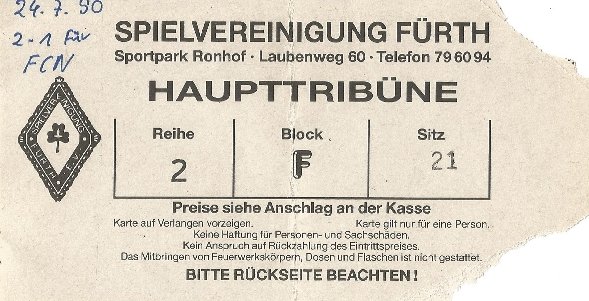 24.7.90
2-1 für
FCN
SPIELVEREINIGUNG FÜRTH
Sportpark Ronhof · Laubenweg 60 · Telefon 79 60 94
HAUPTTRIBÜNE
SPIELVEREINIGUNG
FÜRTH E.V.
Reihe Block Sitz
2 F 21
Preise siehe Anschlag an der Kasse
Karte auf Verlangen vorzeigen. Karte gilt nur für eine Person.
Keine Haftung für Personen- und Sachschäden.
Kein Anspruch auf Rückzahlung des Eintrittspreises.
Das Mitbringen von Feuerwerkskörpern, Dosen und Flaschen ist nicht gestattet.
BITTE RÜCKSEITE BEACHTEN!